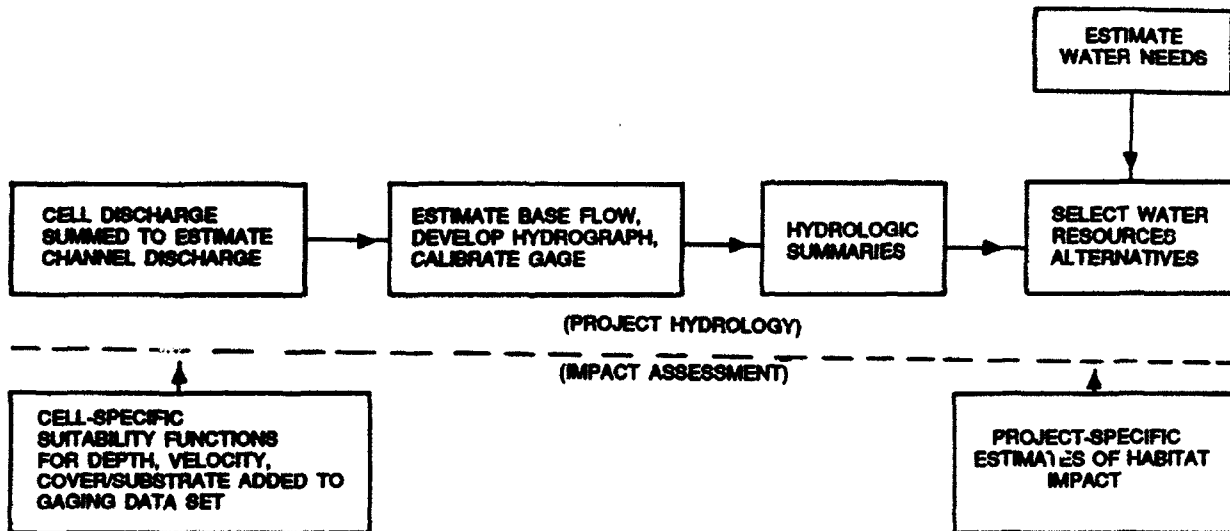 ESTIMATE
WATER NEEDS
CELL DISCHARGE
SUMMED TO ESTIMATE
CHANNEL DISCHARGE
ESTIMATE BASE FLOW,
DEVELOP HYDROGRAPH,
CALIBRATE GAGE
HYDROLOGIC
SUMMARIES
SELECT WATER
RESOURCES
ALTERNATIVES
(PROJECT HYDROLOGY)
(IMPACT ASSESSMENT)
CELL-SPECIFIC
SUITABILITY FUNCTIONS
FOR DEPTH, VELOCITY,
COVER/SUBSTRATE ADDED TO
GAGING DATA SET
PROJECT-SPECIFIC
ESTIMATES OF HABITAT
IMPACT